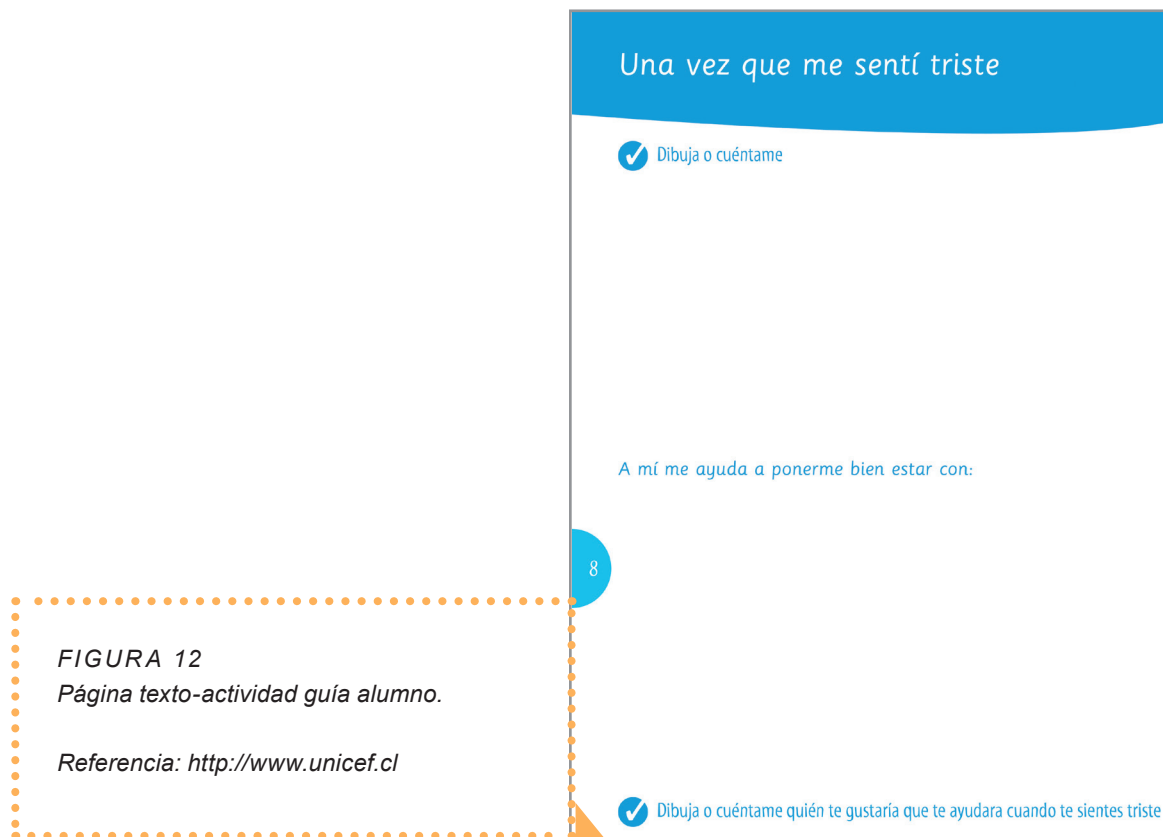 Una vez que me sentí triste
Dibuja o cuéntame
A mí me ayuda a ponerme bien estar con:
8
FIGURA 12
Página texto-actividad guía alumno.
Referencia: http://www.unicef.cl
Dibuja o cuéntame quién te gustaría que te ayudara cuando te sientes triste